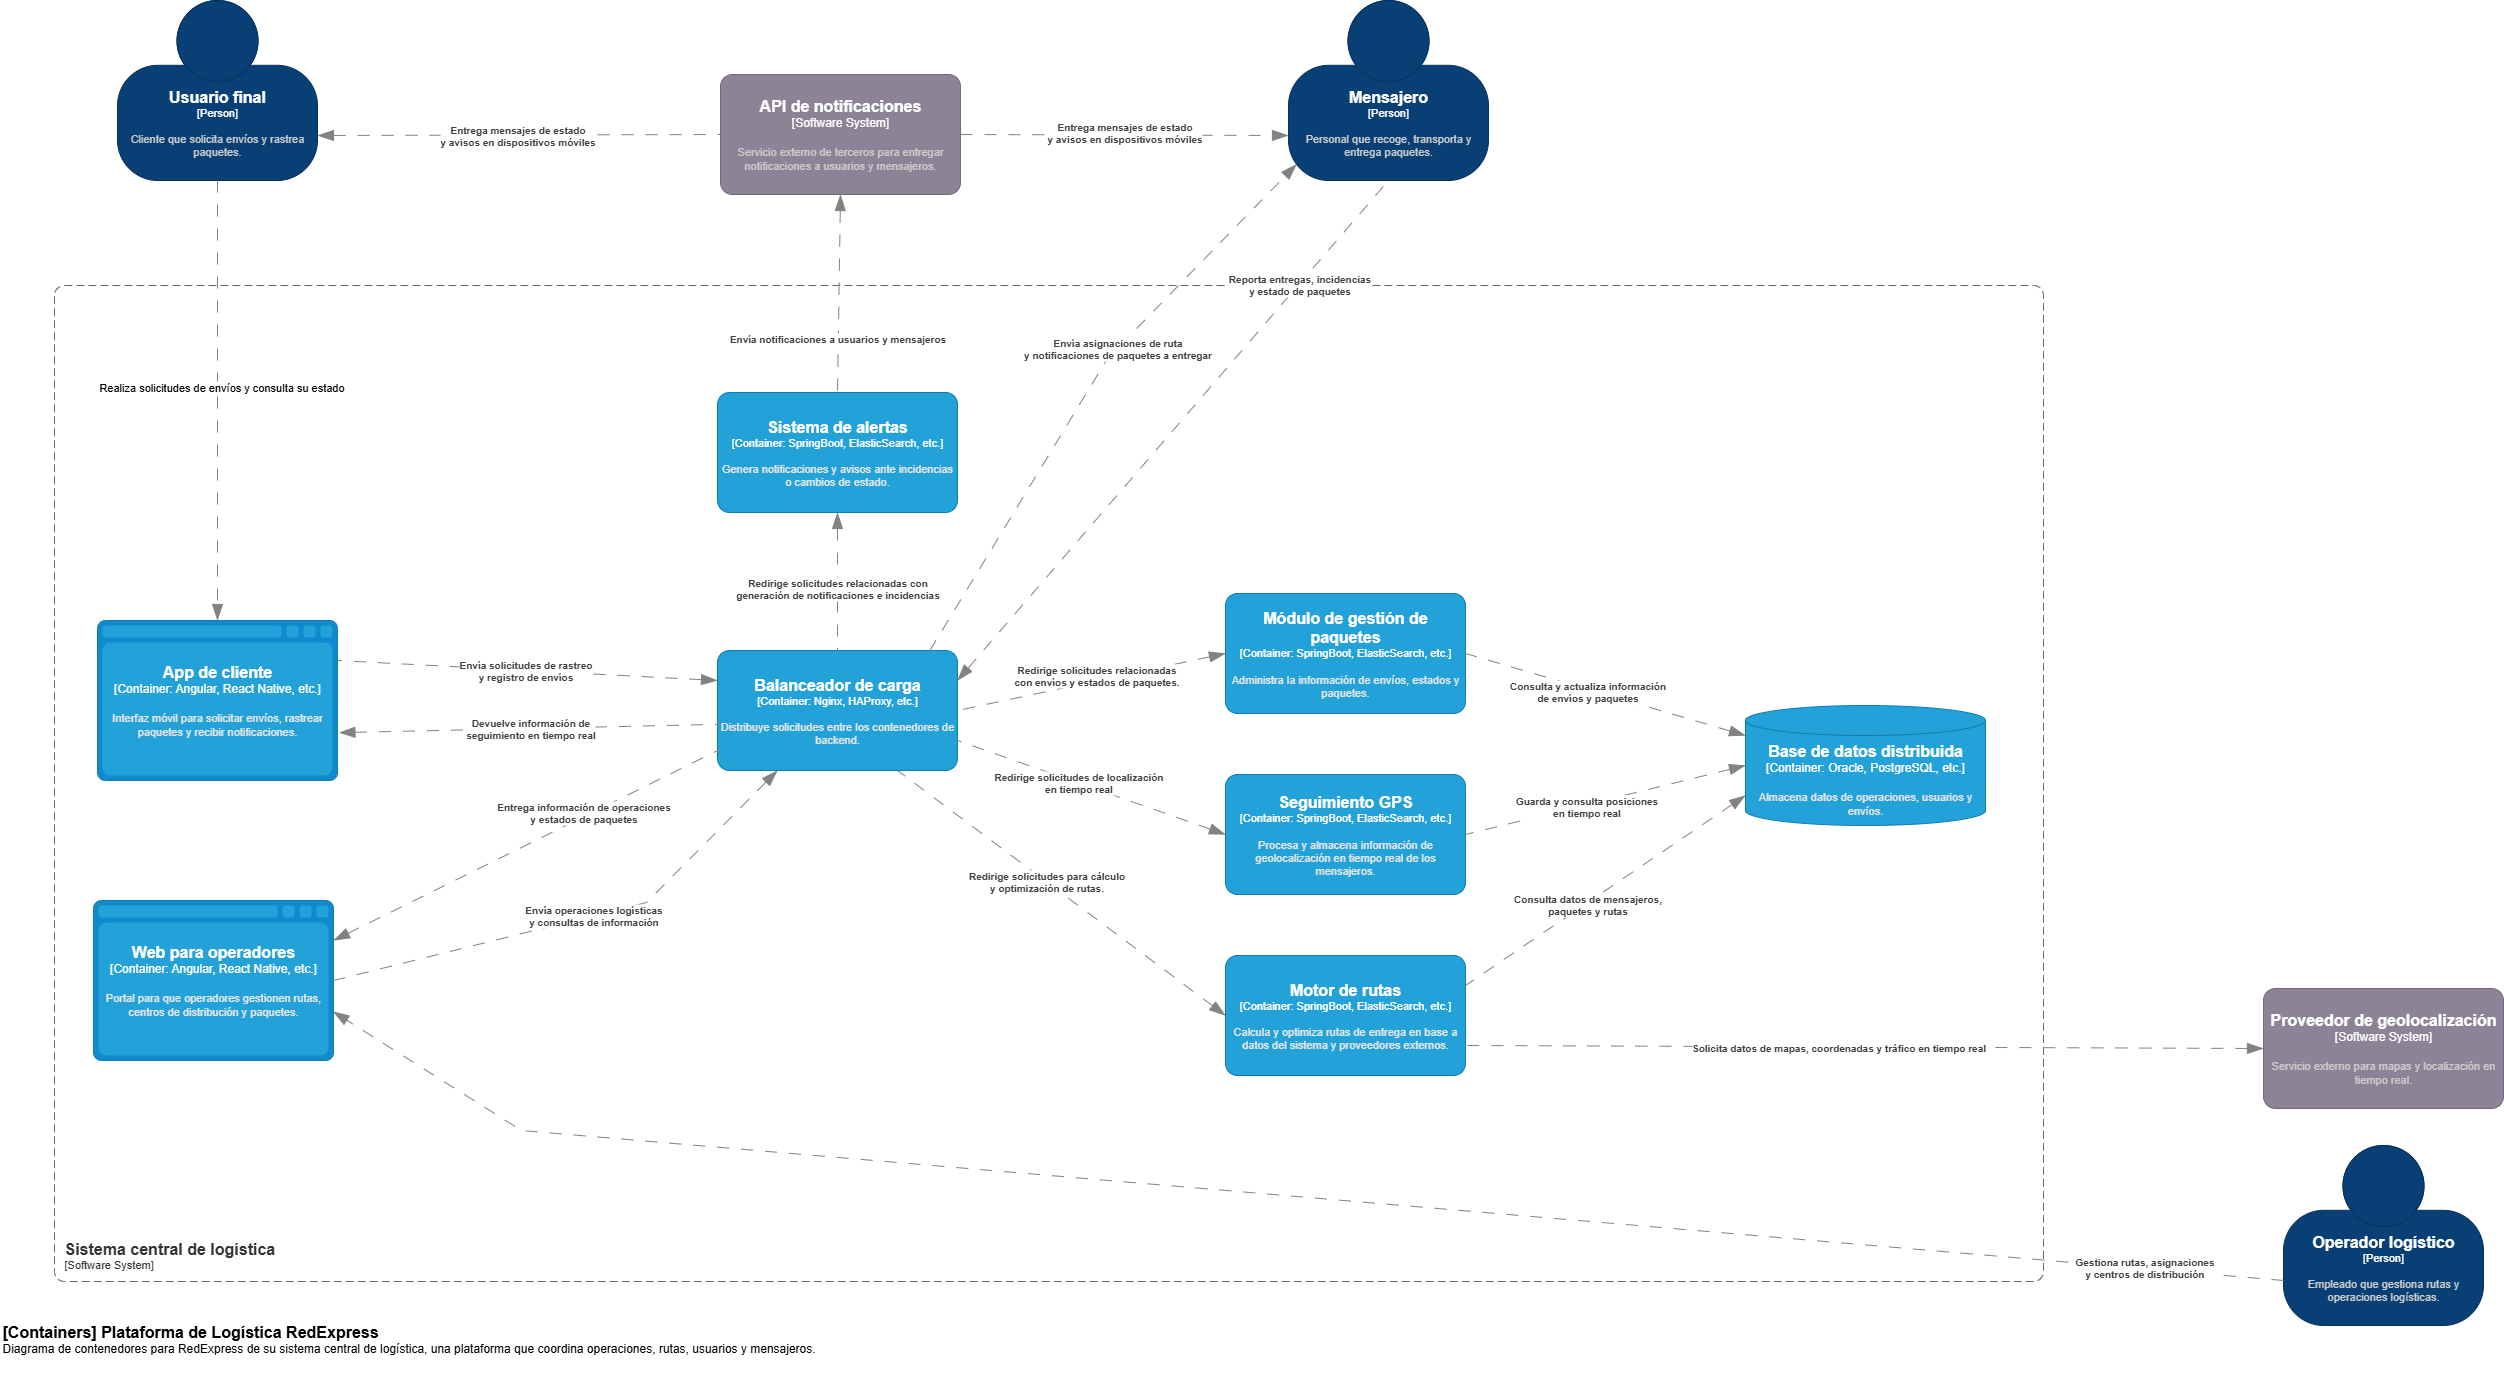 Usuario final
[Person]
Cliente que solicita envíos y rastrea
paquetes.
API de notificaciones
[Software System]
Servicio externo de terceros para entregar
notificaciones a usuarios y mensajeros.
Mensajero
[Person]
Personal que recoge, transporta y
entrega paquetes.
Entrega mensajes de estado
y avisos en dispositivos móviles
Entrega mensajes de estado
y avisos en dispositivos móviles
Reporta entregas, incidencias
y estado de paquetes
Envía notificaciones a usuarios y mensajeros
Envía asignaciones de ruta
y notificaciones de paquetes a entregar
Realiza solicitudes de envíos y consulta su estado
Sistema de alertas
[Container: SpringBoot, ElasticSearch, etc.]
Genera notificaciones y avisos ante incidencias
o cambios de estado.
Redirige solicitudes relacionadas con
generación de notificaciones e incidencias
App de cliente
[Container: Angular, React Native, etc.]
Interfaz móvil para solicitar envíos, rastrear
paquetes y recibir notificaciones.
Envía solicitudes de rastreo
y registro de envíos
Devuelve información de
seguimiento en tiempo real
Balanceador de carga
[Container: Nginx, HAProxy, etc.]
Distribuye solicitudes entre los contenedores de
backend.
Redirige solicitudes relacionadas
con envíos y estados de paquetes.
Módulo de gestión de
paquetes
[Container: SpringBoot, ElasticSearch, etc.]
Administra la información de envíos, estados y
paquetes.
Consulta y actualiza información
de envíos y paquetes
Base de datos distribuida
[Container: Oracle, PostgreSQL, etc.]
Almacena datos de operaciones, usuarios y
envíos.
Redirige solicitudes de localización
en tiempo real
Seguimiento GPS
[Container: SpringBoot, ElasticSearch, etc.]
Procesa y almacena información de
geolocalización en tiempo real de los
mensajeros.
Guarda y consulta posiciones
en tiempo real
Entrega información de operaciones
y estados de paquetes
Redirige solicitudes para cálculo
y optimización de rutas.
Consulta datos de mensajeros,
paquetes y rutas
Envía operaciones logísticas
y consultas de información
Web para operadores
[Container: Angular, React Native, etc.]
Portal para que operadores gestionen rutas,
centros de distribución y paquetes.
Motor de rutas
[Container: SpringBoot, ElasticSearch, etc.]
Calcula y optimiza rutas de entrega en base a
datos del sistema y proveedores externos.
Solicita datos de mapas, coordenadas y tráfico en tiempo real
Proveedor de geolocalización
[Software System]
Servicio externo para mapas y localización en
tiempo real.
Operador logístico
[Person]
Empleado que gestiona rutas y
operaciones logísticas.
Gestiona rutas, asignaciones
y centros de distribución
Sistema central de logística
[Software System]
[Containers] Plataforma de Logística RedExpress
Diagrama de contenedores para RedExpress de su sistema central de logística, una plataforma que coordina operaciones, rutas, usuarios y mensajeros.